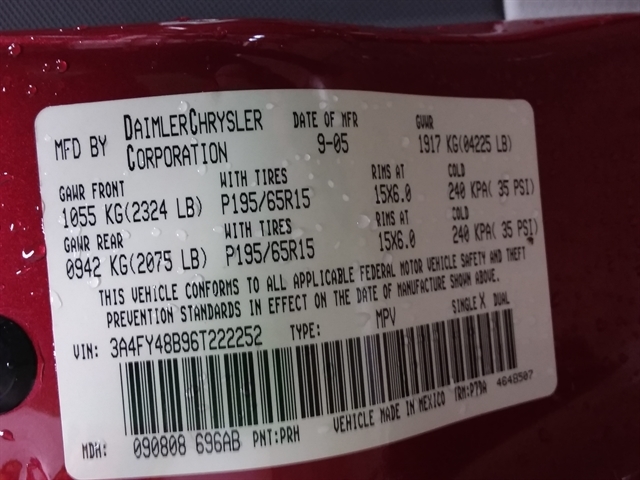 MFD BY DAIMLERCHRYSLER CORPORATION DATE OF MFR 9-05 GVWR 1917 KG(04225 LB)
GAWR FRONT WITH TIRES RIMS AT COLD
1055 KG(2324 LB) P195/65R15 15X6.0 240 KPA( 35 PSI)
GAWR REAR WITH TIRES RIMS AT COLD
0942 KG(2075 LB) P195/65R15 15X6.0 240 KPA( 35 PSI)
THIS VEHICLE CONFORMS TO ALL APPLICABLE FEDERAL MOTOR VEHICLE SAFETY AND THEFT
PREVENTION STANDARDS IN EFFECT ON THE DATE OF MANUFACTURE SHOWN ABOVE.
VIN: 3A4FY48B96T222252 TYPE: MPV SINGLE X DUAL
MDH: 090808 696AB PNT:PRH VEHICLE MADE IN MEXICO TRM:P7DA 4648507